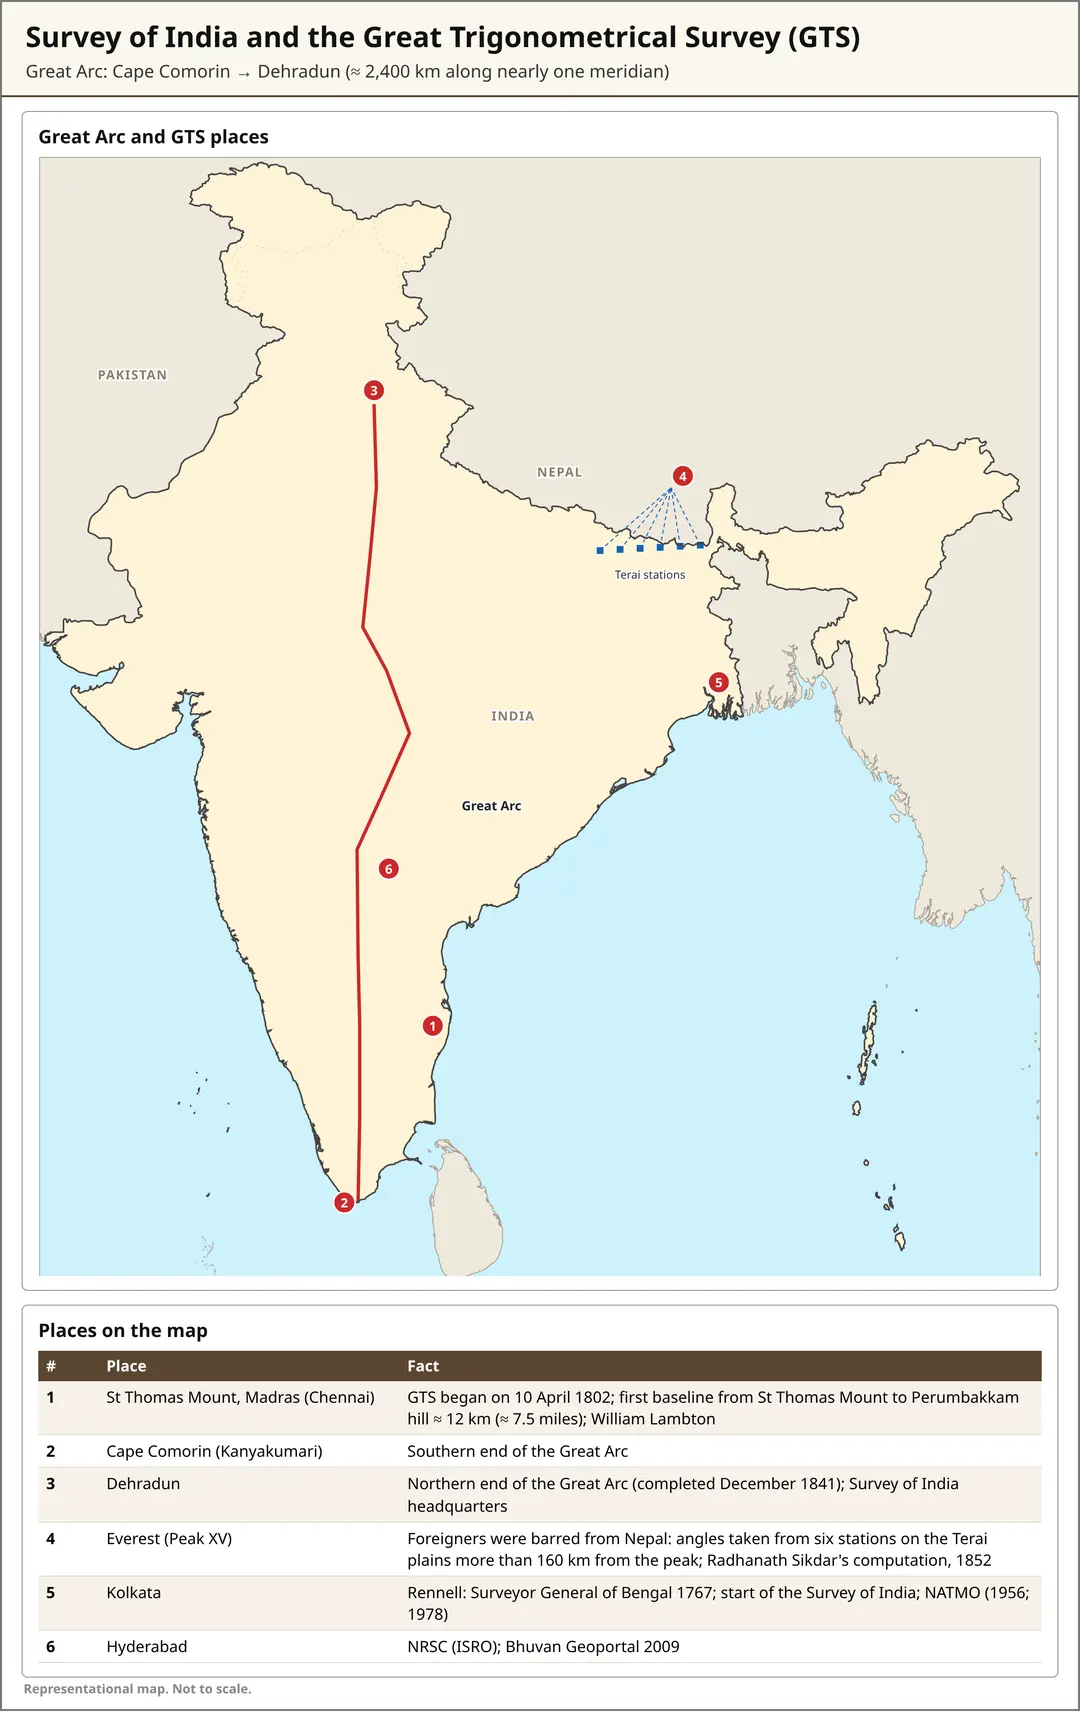 Survey of India and the Great Trigonometrical Survey (GTS)
Great Arc: Cape Comorin → Dehradun (≈ 2,400 km along nearly one meridian)
Great Arc and GTS places
PAKISTAN
3
NEPAL
4
Terai stations
5
INDIA
Great Arc
6
1
2
Places on the map
# Place Fact
1 St Thomas Mount, Madras (Chennai) GTS began on 10 April 1802; first baseline from St Thomas Mount to Perumbakkam
hill ≈ 12 km (≈ 7.5 miles); William Lambton
2 Cape Comorin (Kanyakumari) Southern end of the Great Arc
3 Dehradun Northern end of the Great Arc (completed December 1841); Survey of India
headquarters
4 Everest (Peak XV) Foreigners were barred from Nepal: angles taken from six stations on the Terai
plains more than 160 km from the peak; Radhanath Sikdar's computation, 1852
5 Kolkata Rennell: Surveyor General of Bengal 1767; start of the Survey of India; NATMO (1956;
1978)
6 Hyderabad NRSC (ISRO); Bhuvan Geoportal 2009
Representational map. Not to scale.